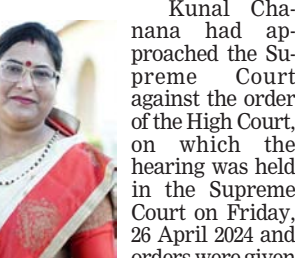 Kunal Cha-
nana had ap-
proached the Su-
preme Court
against the order
of the High Court,
on which the
hearing was held
in the Supreme
Court on Friday,
26 April 2024 and
orders were given